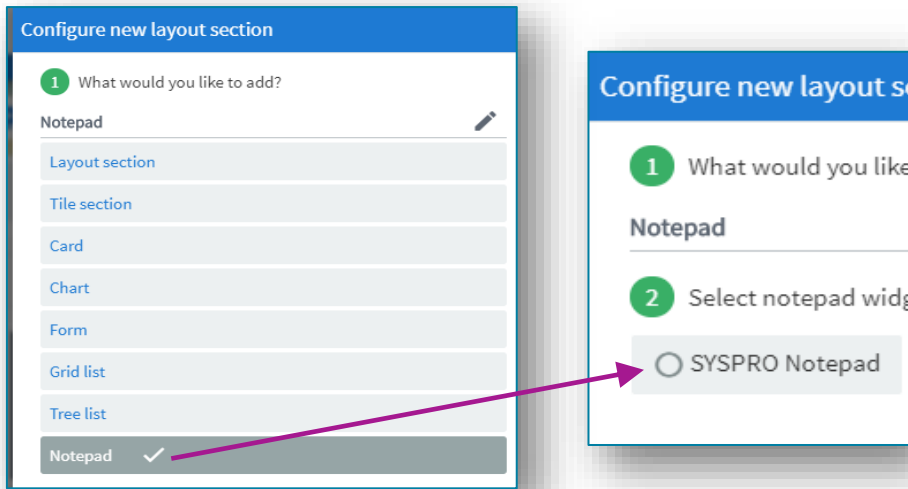 Configure new layout section
1 What would you like to add?
Notepad
Layout section
Tile section
Card
Chart
Form
Grid list
Tree list
Notepad
Configure new layout
1 What would you like
Notepad
2 Select notepad
SYSPRO Notepad